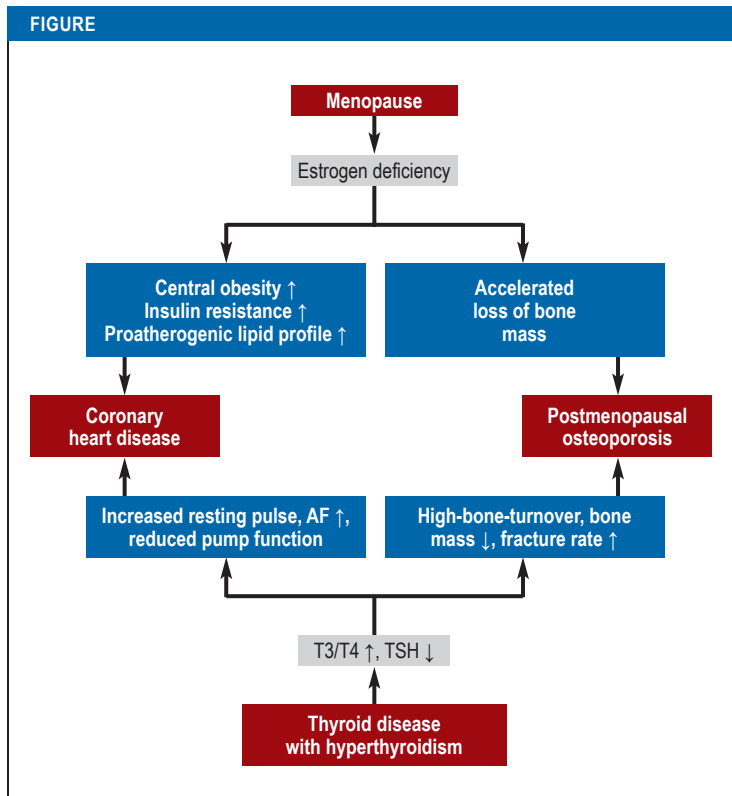 FIGURE
Menopause
Estrogen deficiency
Central obesity ↑
Insulin resistance ↑
Proatherogenic lipid profile ↑
Accelerated
loss of bone
mass
Coronary
heart disease
Postmenopausal
osteoporosis
Increased resting pulse, AF ↑,
reduced pump function
High-bone-turnover, bone
mass ↓, fracture rate ↑
T3/T4 ↑, TSH ↓
Thyroid disease
with hyperthyroidism